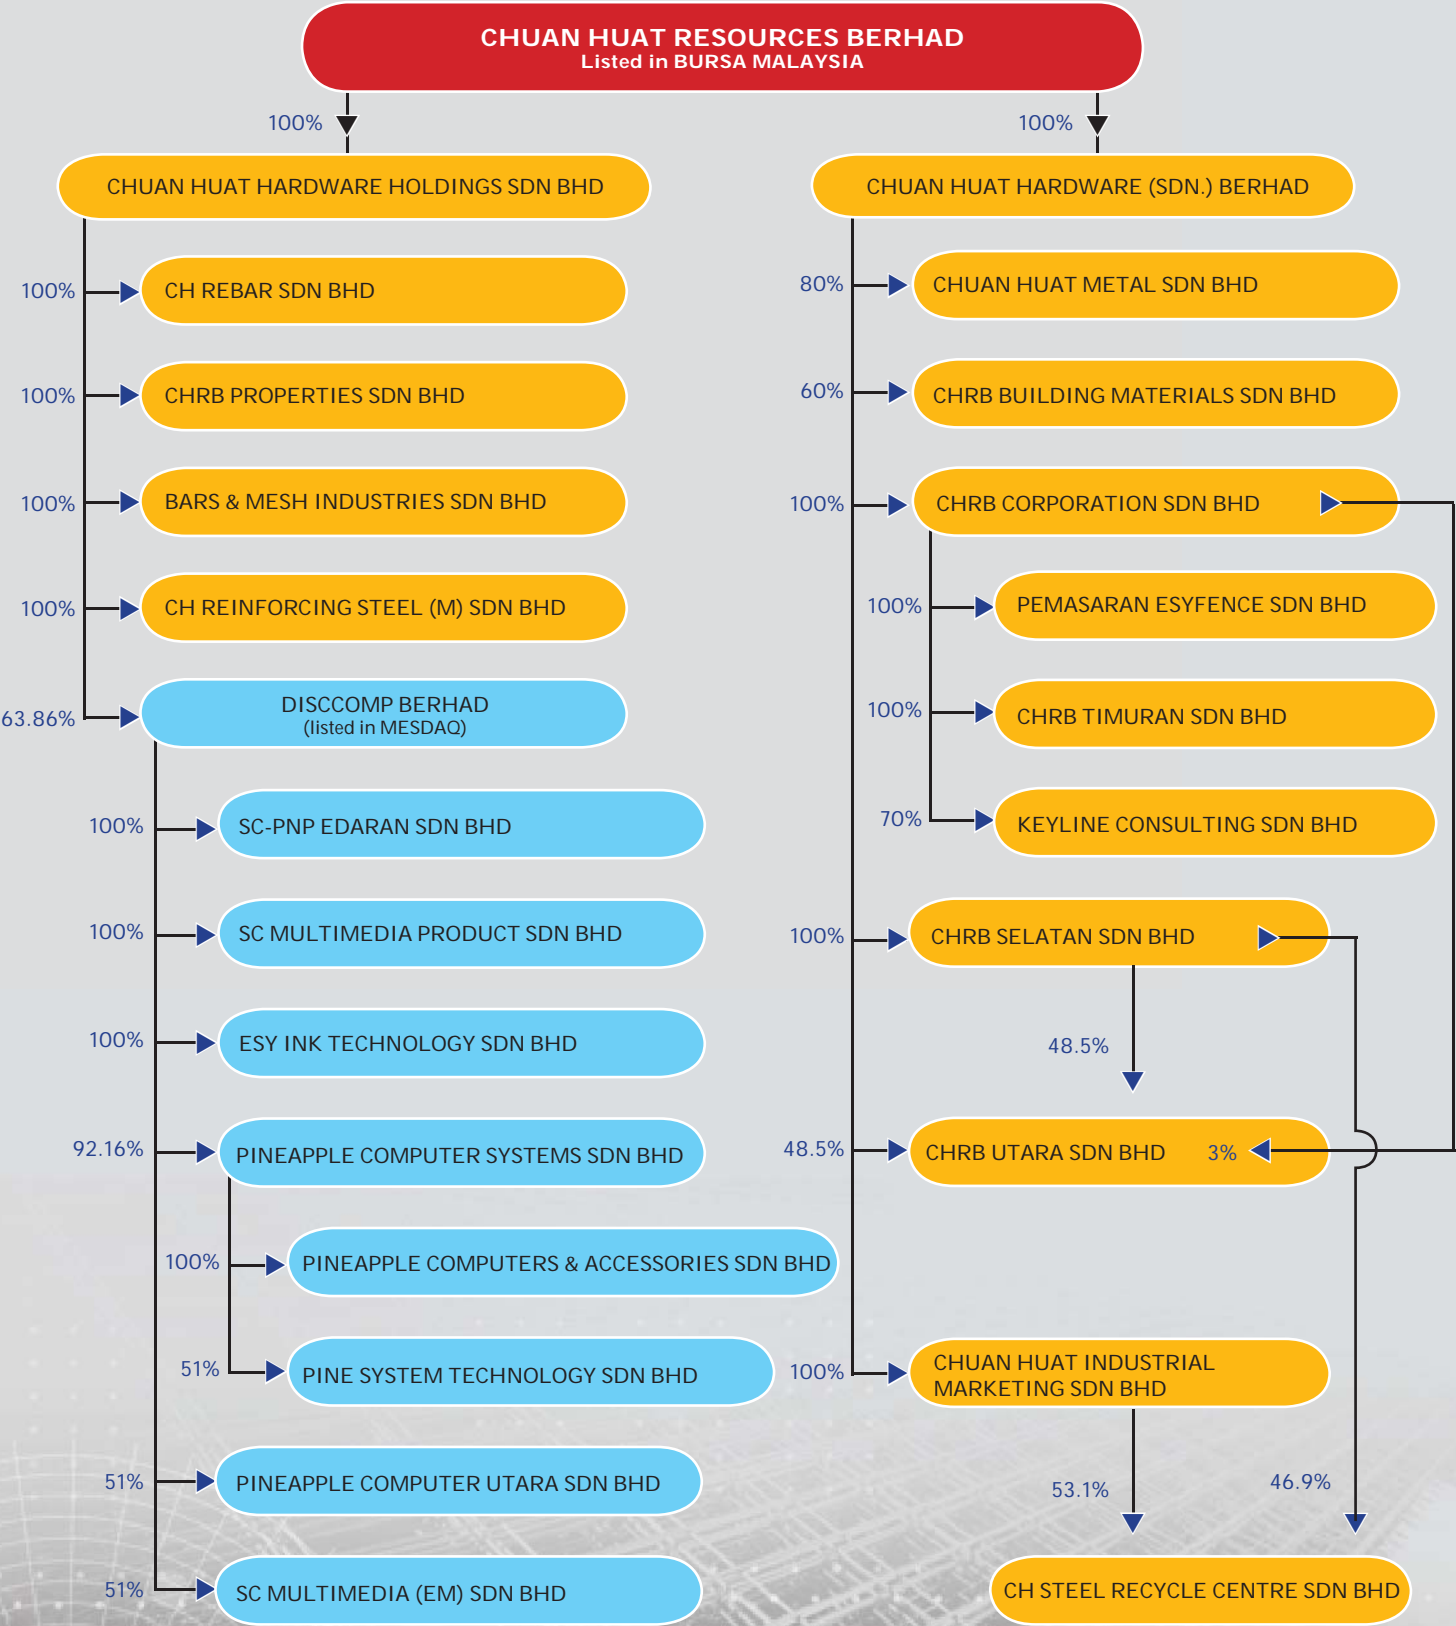 CHUAN HUAT RESOURCES BERHAD
Listed in BURSA MALAYSIA
100%
100%
CHUAN HUAT HARDWARE HOLDINGS SDN BHD
100%
CH REBAR SDN BHD
100%
CHRB PROPERTIES SDN BHD
100%
BARS & MESH INDUSTRIES SDN BHD
100%
CH REINFORCING STEEL (M) SDN BHD
63.86%
DISCCOMP BERHAD
(listed in MESDAQ)
100%
SC-PNP EDARAN SDN BHD
100%
SC MULTIMEDIA PRODUCT SDN BHD
100%
ESY INK TECHNOLOGY SDN BHD
92.16%
PINEAPPLE COMPUTER SYSTEMS SDN BHD
100%
PINEAPPLE COMPUTERS & ACCESSORIES SDN BHD
51%
PINE SYSTEM TECHNOLOGY SDN BHD
51%
PINEAPPLE COMPUTER UTARA SDN BHD
51%
SC MULTIMEDIA (EM) SDN BHD
CHUAN HUAT HARDWARE (SDN.) BERHAD
80%
CHUAN HUAT METAL SDN BHD
60%
CHRB BUILDING MATERIALS SDN BHD
100%
CHRB CORPORATION SDN BHD
100%
PEMASARAN ESYFENCE SDN BHD
100%
CHRB TIMURAN SDN BHD
70%
KEYLINE CONSULTING SDN BHD
100%
CHRB SELATAN SDN BHD
48.5%
48.5%
CHRB UTARA SDN BHD 3%
100%
CHUAN HUAT INDUSTRIAL
MARKETING SDN BHD
53.1%
46.9%
CH STEEL RECYCLE CENTRE SDN BHD